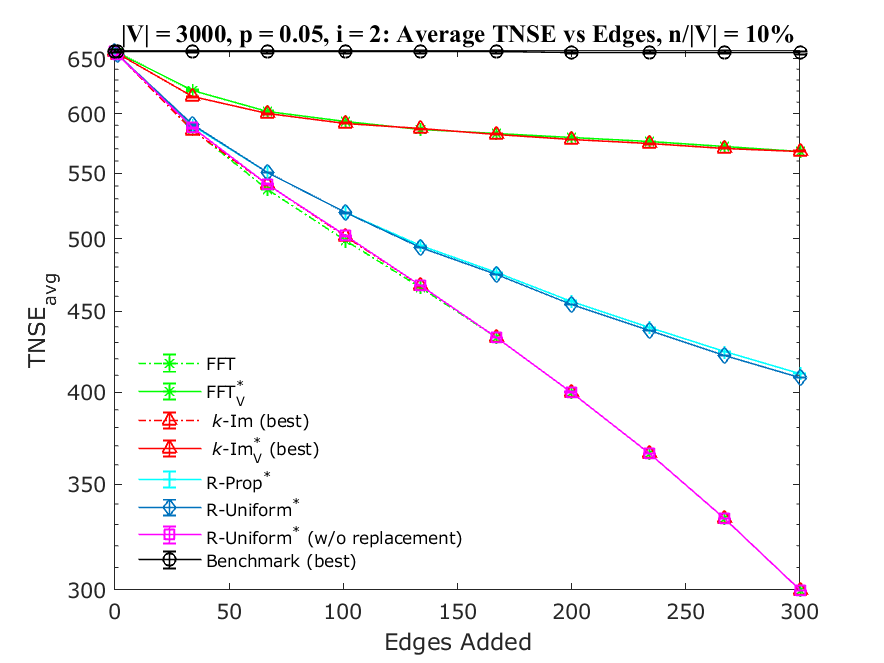 |V| = 3000, p = 0.05, i = 2: Average TNSE vs Edges, n/|V| = 10%
650
600
550
500
450
400
350
300
TNSE_avg
FFT
FFT*_V
k-Im (best)
k-Im*_V (best)
R-Prop*
R-Uniform*
R-Uniform* (w/o replacement)
Benchmark (best)
0 50 100 150 200 250 300
Edges Added